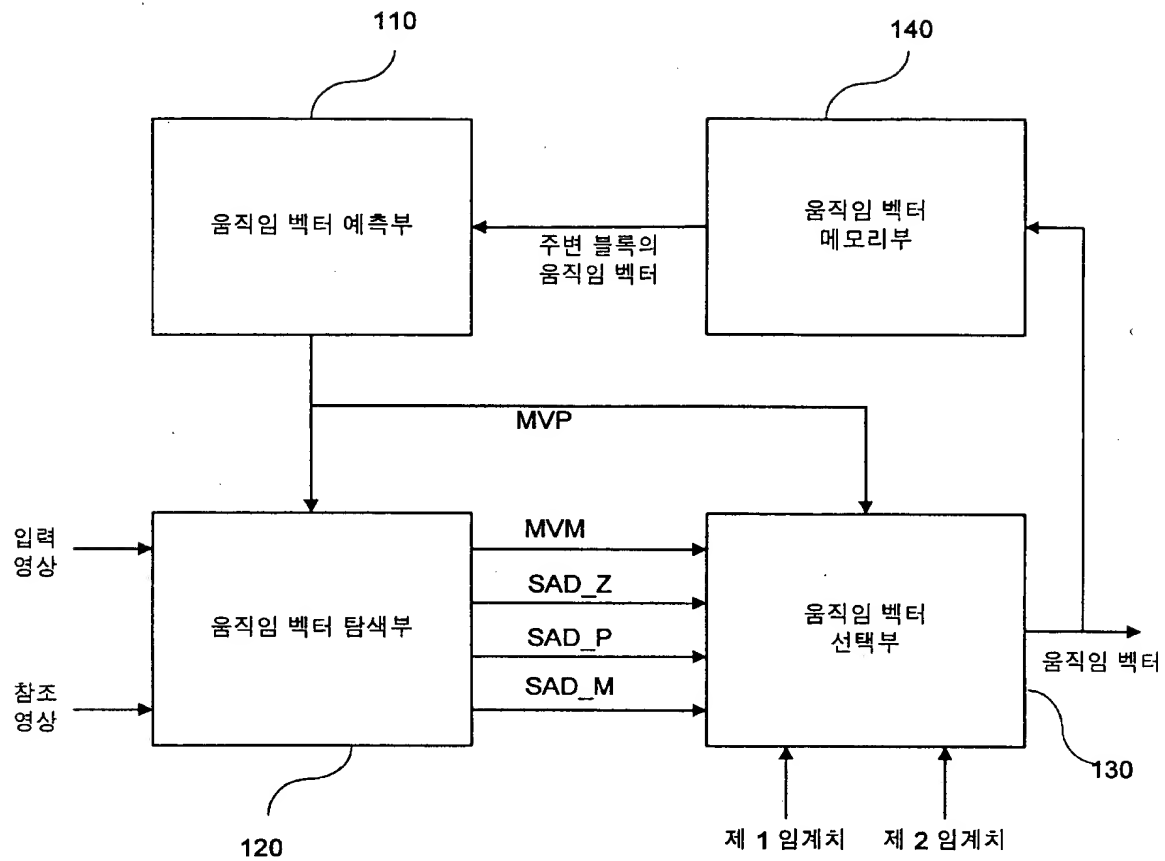 110
140
움직임 벡터 예측부
움직임 벡터
메모리부
주변 블록의
움직임 벡터
MVP
입력
영상
MVM
SAD_Z
움직임 벡터 탐색부
움직임 벡터
선택부
SAD_P
움직임 벡터
SAD_M
참조
영상
130
120
제 1 임계치
제 2 임계치